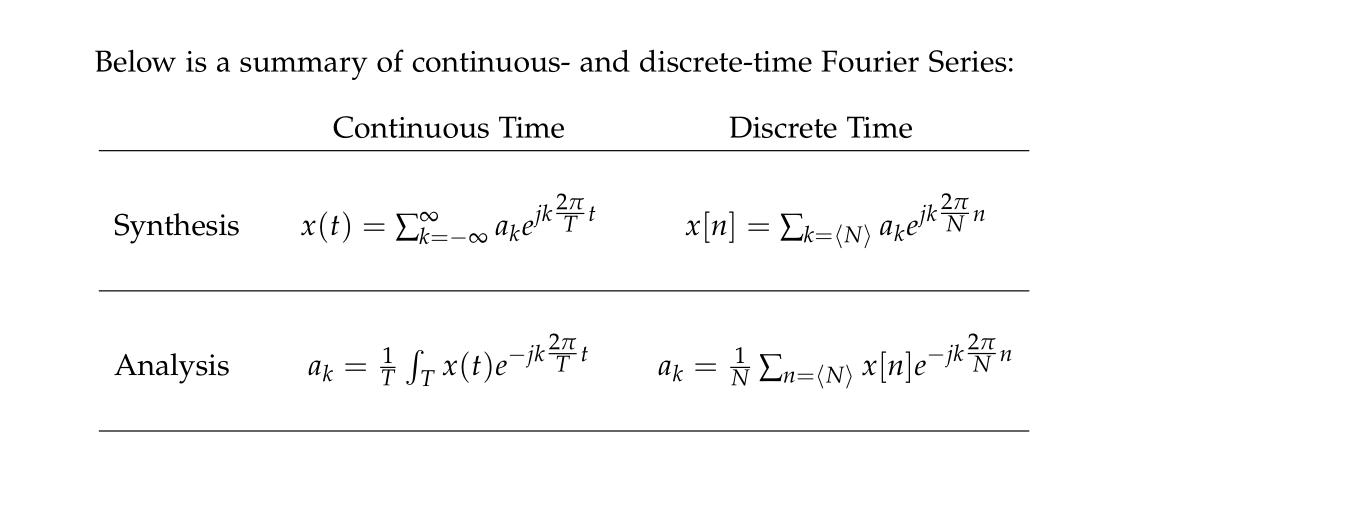 Below is a summary of continuous- and discrete-time Fourier Series:
Continuous Time Discrete Time
Synthesis $x(t) = \sum_{k=-\infty}^{\infty} a_k e^{jk\frac{2\pi}{T}t}$ $x[n] = \sum_{k=\langle N\rangle} a_k e^{jk\frac{2\pi}{N}n}$
Analysis $a_k = \frac{1}{T} \int_T x(t) e^{-jk\frac{2\pi}{T}t}$ $a_k = \frac{1}{N} \sum_{n=\langle N\rangle} x[n] e^{-jk\frac{2\pi}{N}n}$